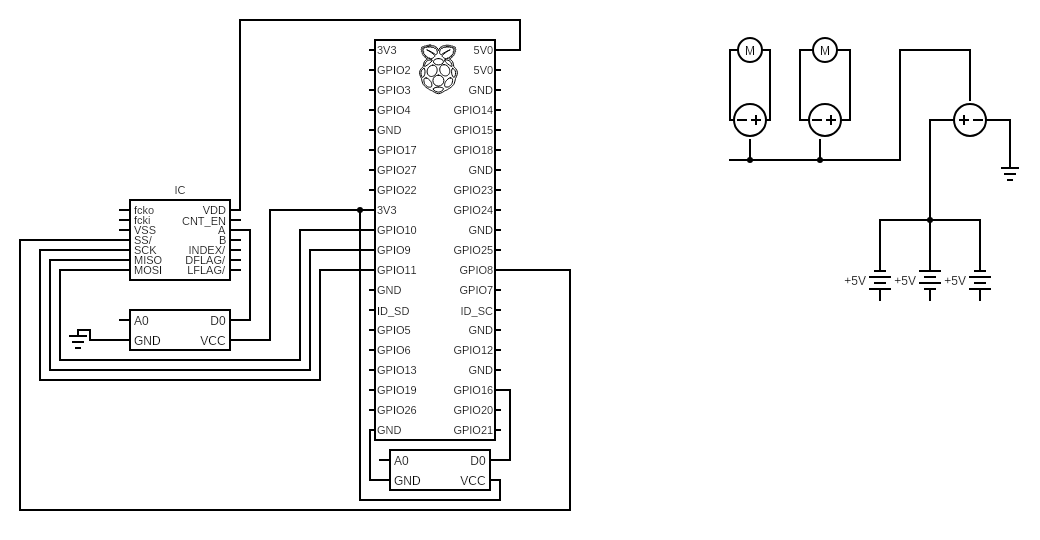 3V3 5V0
GPIO2 5V0
GPIO3 GND
GPIO4 GPIO14
GND GPIO15
GPIO17 GPIO18
GPIO27 GND
GPIO22 GPIO23
3V3 GPIO24
GPIO10 GND
GPIO9 GPIO25
GPIO11 GPIO8
GND GPIO7
ID_SD ID_SC
GPIO5 GND
GPIO6 GPIO12
GPIO13 GND
GPIO19 GPIO16
GPIO26 GPIO20
GND GPIO21
IC
fcko VDD
fcki CNT_EN
VSS A
SS/ B
SCK INDEX/
MISO DFLAG/
MOSI LFLAG/
A0 D0
GND VCC
A0 D0
GND VCC
M M
− + − +
+ −
+5V +5V +5V